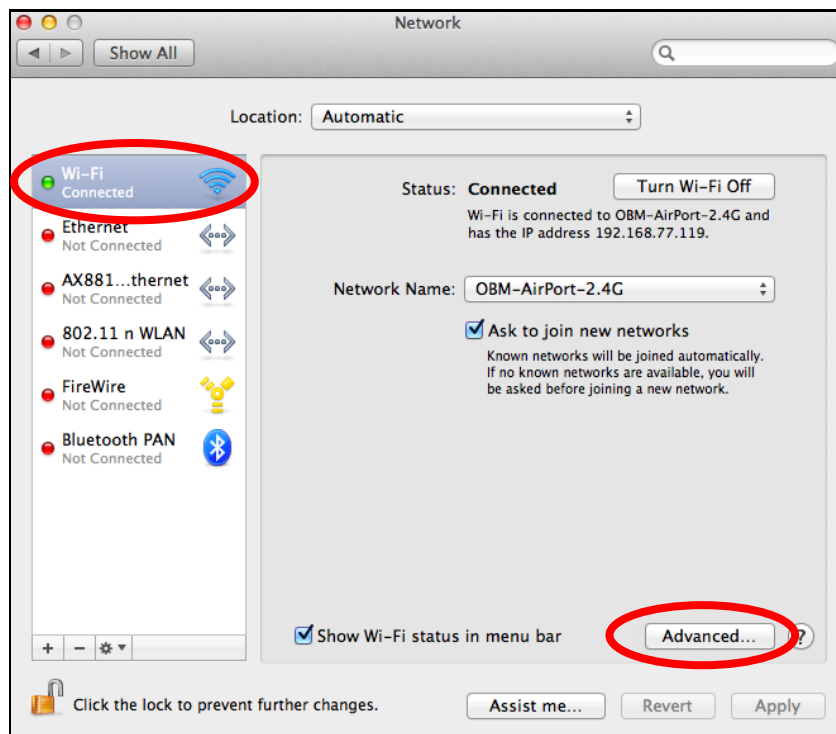 Network
Show All
Location: Automatic
Wi-Fi
Connected
Ethernet
Not Connected
AX881...thernet
Not Connected
802.11 n WLAN
Not Connected
FireWire
Not Connected
Bluetooth PAN
Not Connected
Status: Connected
Turn Wi-Fi Off
Wi-Fi is connected to OBM-AirPort-2.4G and
has the IP address 192.168.77.119.
Network Name: OBM-AirPort-2.4G
Ask to join new networks
Known networks will be joined automatically.
If no known networks are available, you will
be asked before joining a new network.
Show Wi-Fi status in menu bar
Advanced...
?
Click the lock to prevent further changes.
Assist me...
Revert
Apply